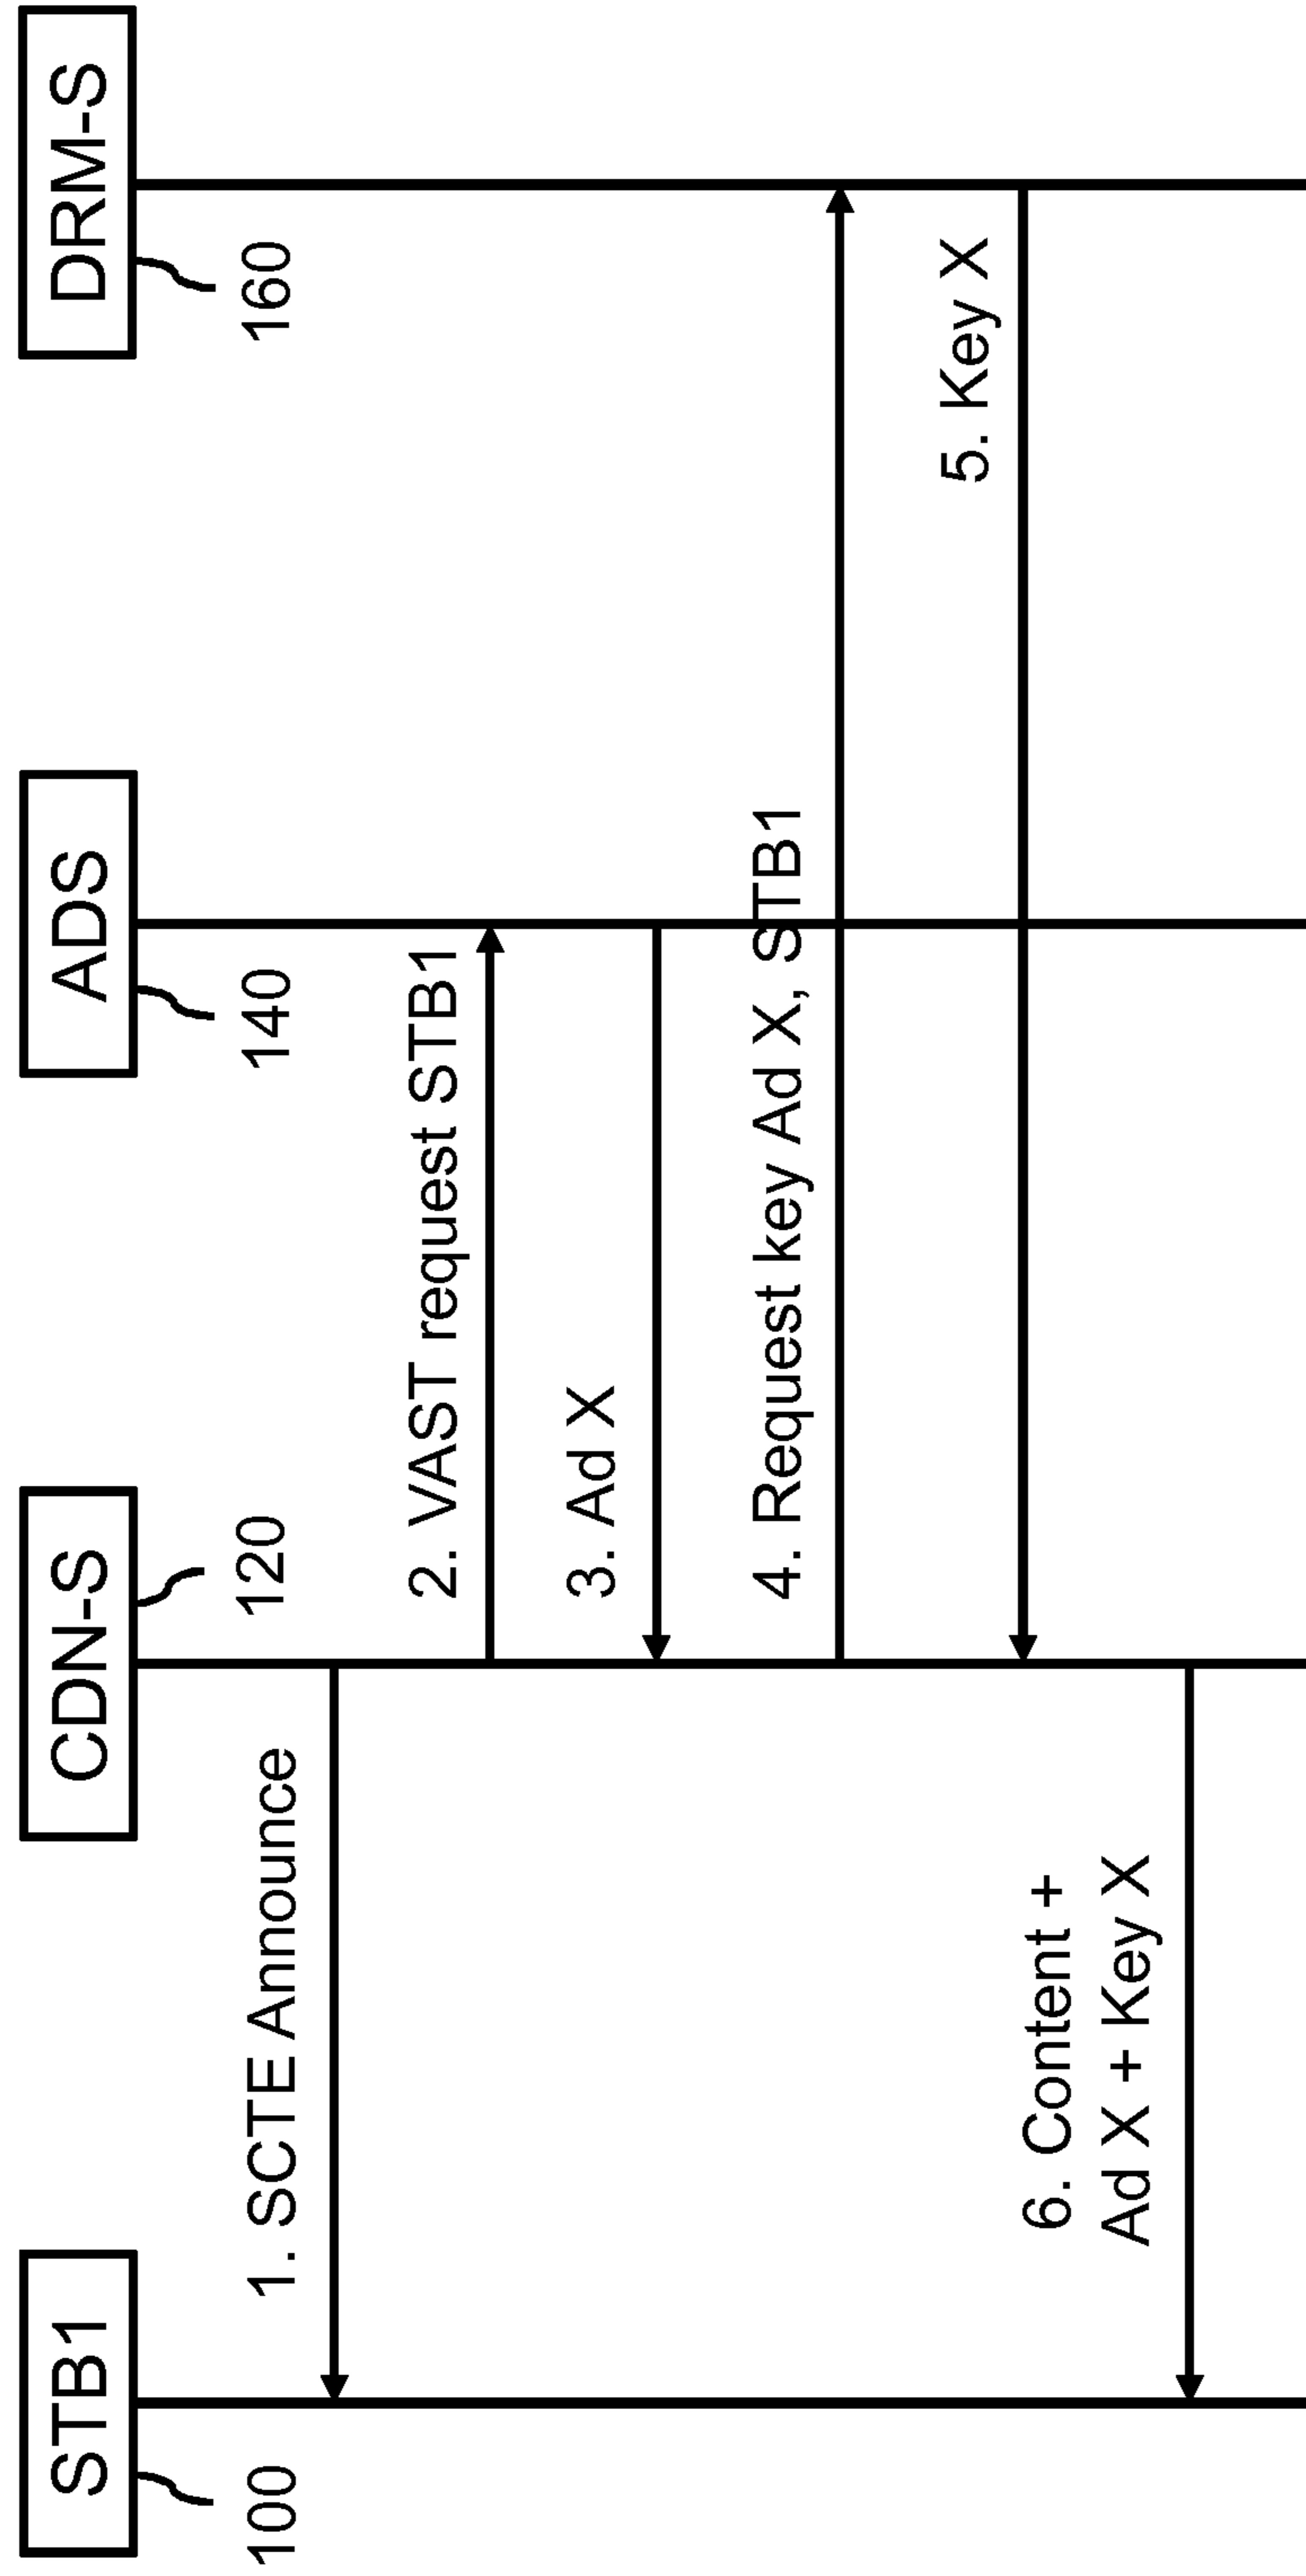 STB1
CDN-S
ADS
DRM-S
100
120
140
160
1. SCTE Announce
2. VAST request STB1
3. Ad X
4. Request key Ad X, STB1
5. Key X
6. Content +
Ad X + Key X